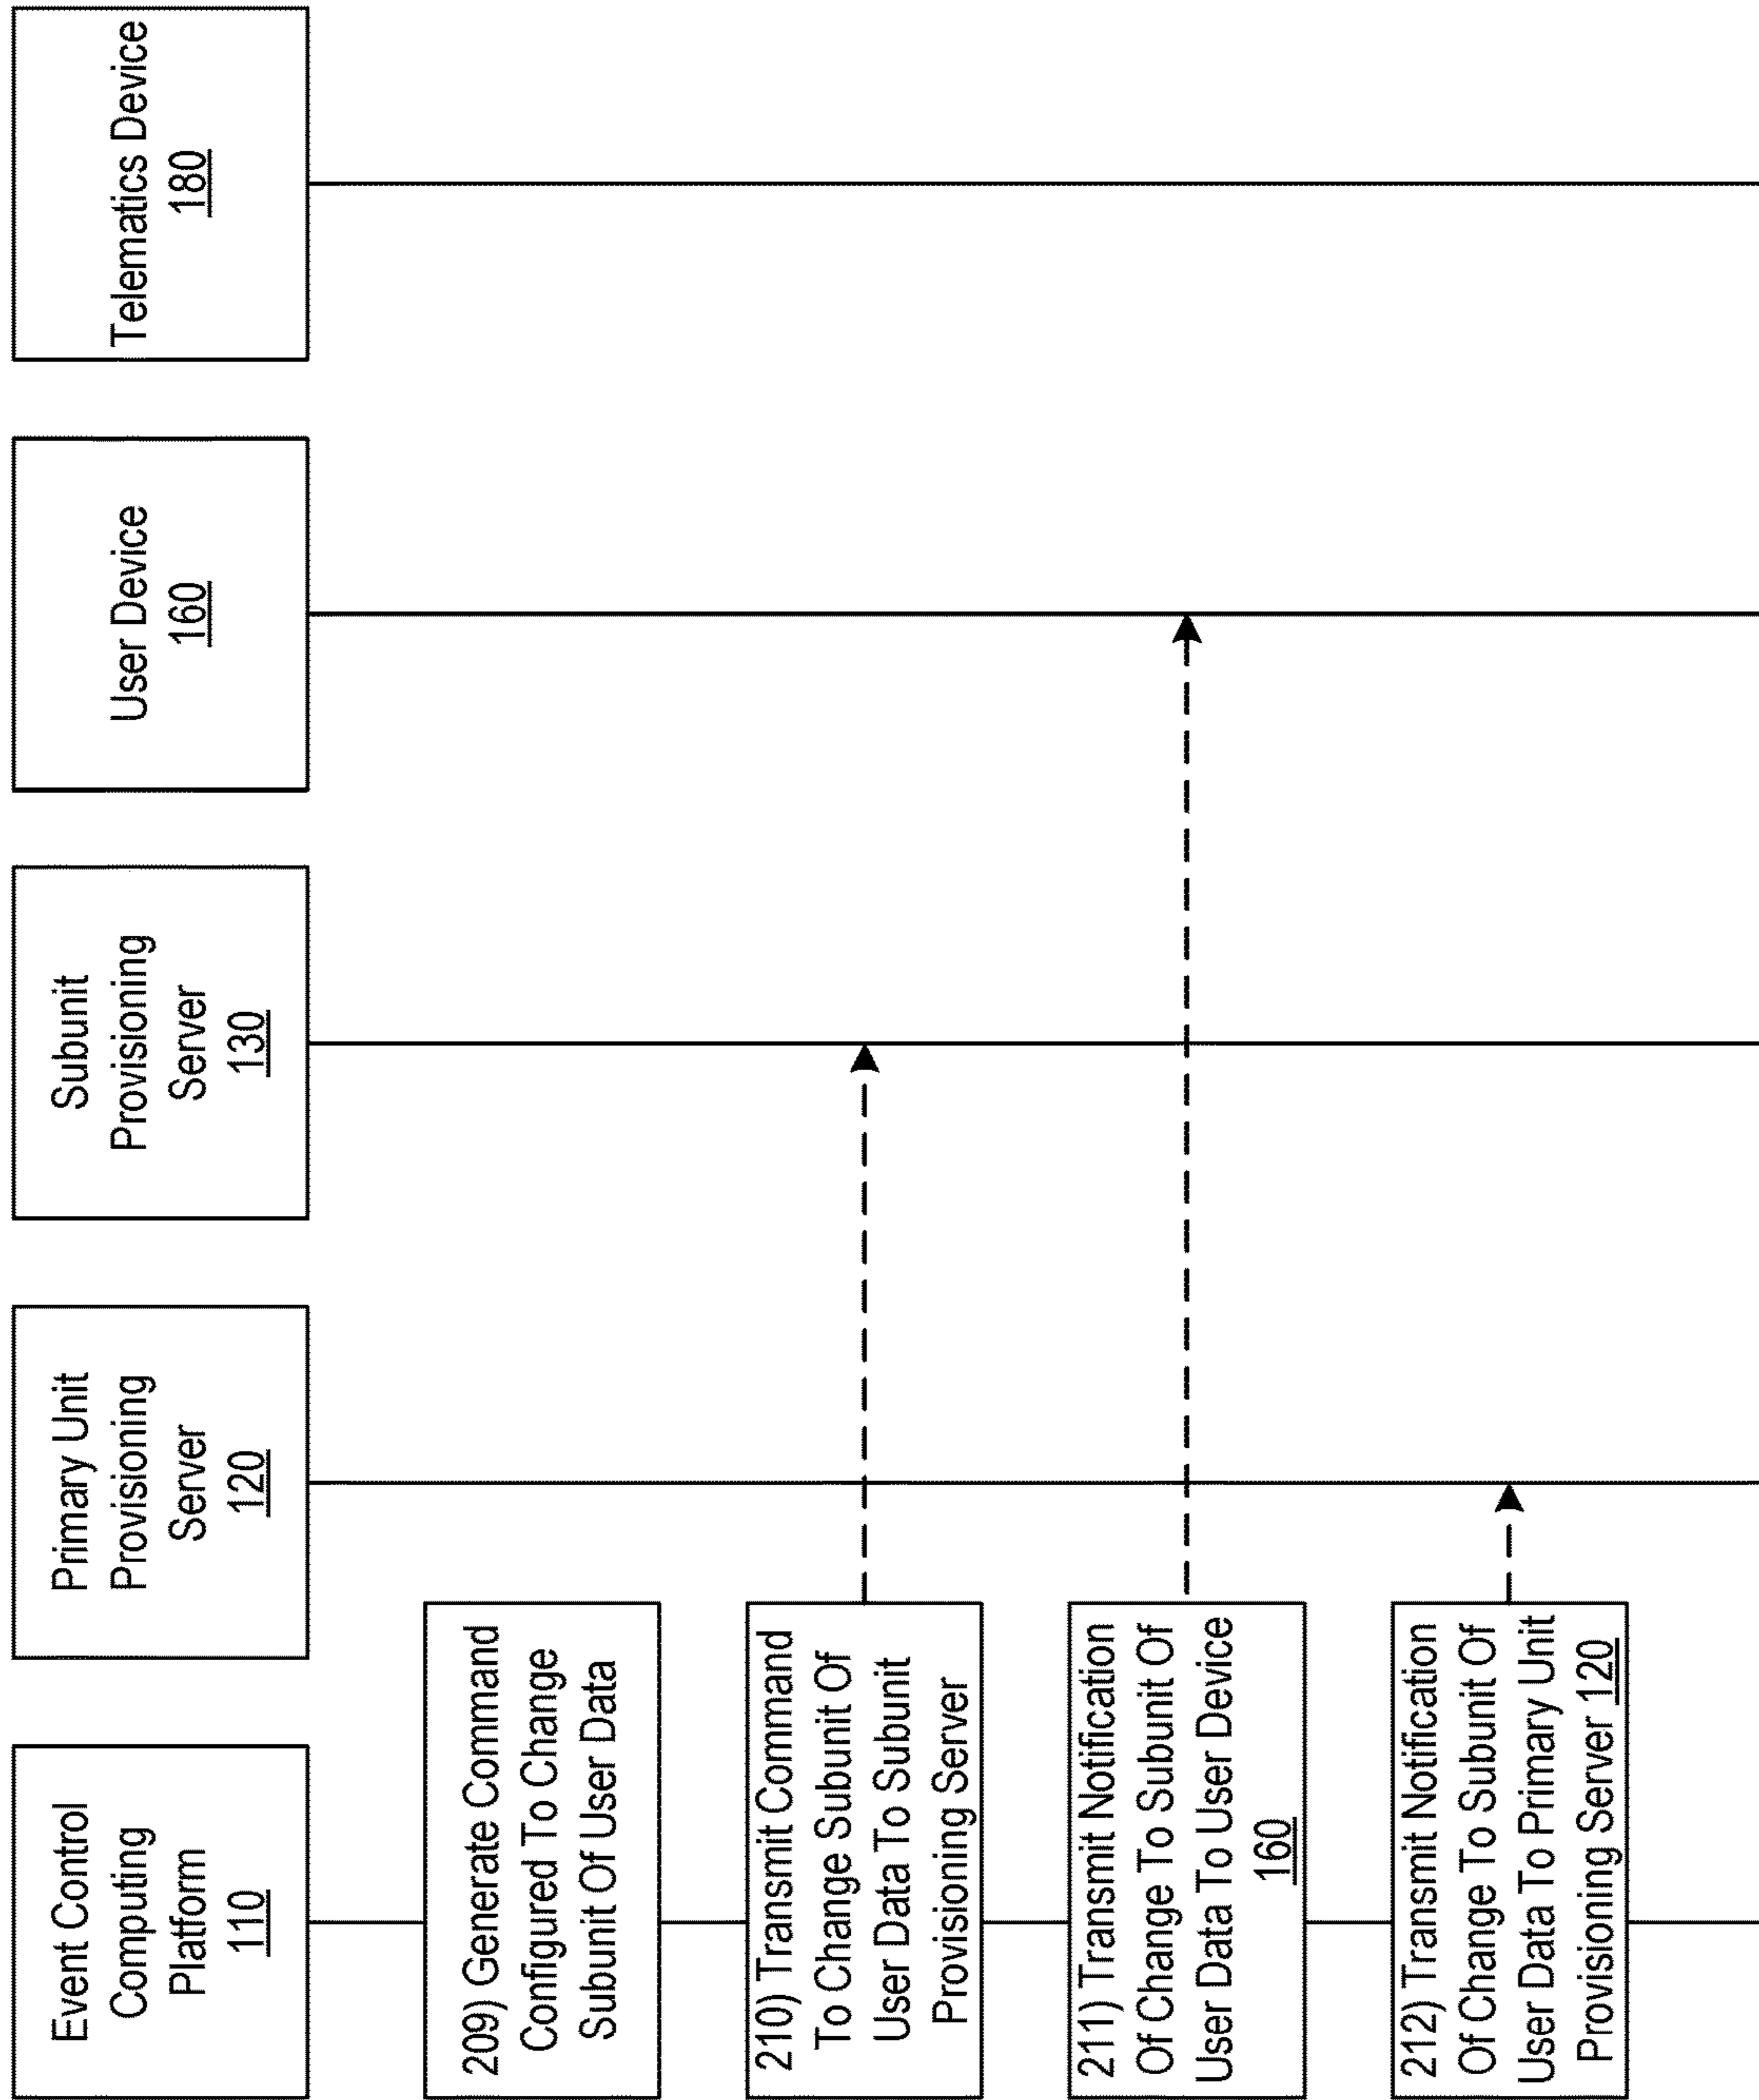 Event Control
Computing
Platform
110
Primary Unit
Provisioning
Server
120
Subunit
Provisioning
Server
130
User Device
160
Telematics Device
180
209) Generate Command
Configured To Change
Subunit Of User Data
210) Transmit Command
To Change Subunit Of
User Data To Subunit
Provisioning Server
211) Transmit Notification
Of Change To Subunit Of
User Data To User Device
160
212) Transmit Notification
Of Change To Subunit Of
User Data To Primary Unit
Provisioning Server 120